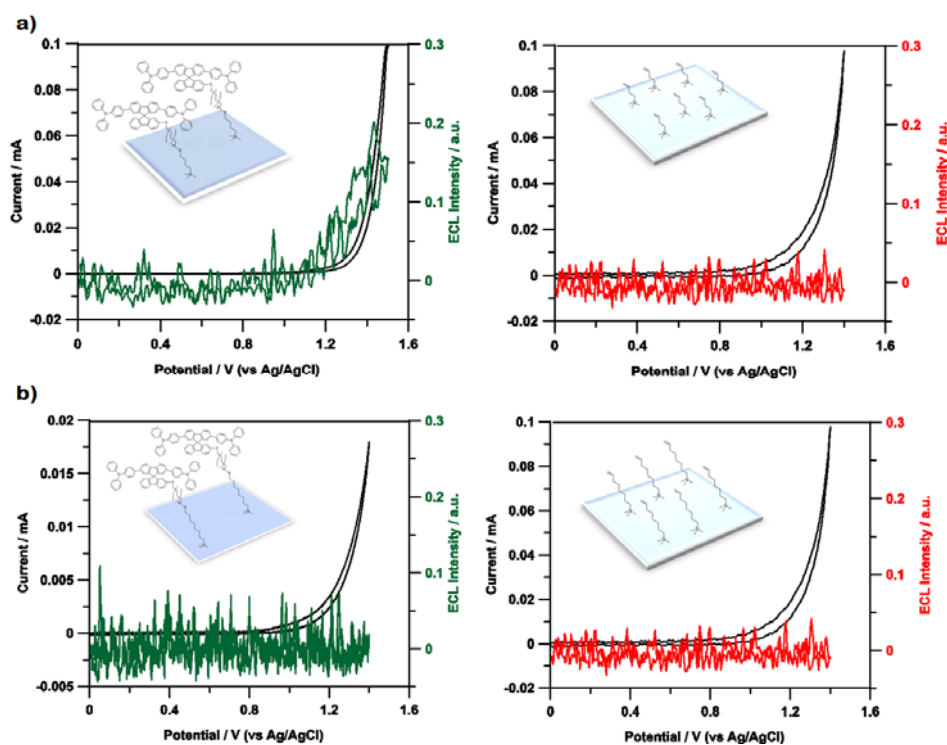 a)
0.1
0.08
0.06
0.04
0.02
0
-0.02
Current / mA
0.3
0.2
0.1
0
ECL Intensity / a.u.
0 0.4 0.8 1.2 1.6
Potential / V (vs Ag/AgCl)
0.1
0.08
0.06
0.04
0.02
0
-0.02
Current / mA
0.3
0.2
0.1
0
ECL Intensity / a.u.
0 0.4 0.8 1.2 1.6
Potential / V (vs Ag/AgCl)
b)
0.02
0.015
0.01
0.005
0
-0.005
Current / mA
0.3
0.2
0.1
0
ECL Intensity / a.u.
0 0.4 0.8 1.2 1.6
Potential / V (vs Ag/AgCl)
0.1
0.08
0.06
0.04
0.02
0
-0.02
Current / mA
0.3
0.2
0.1
0
ECL Intensity / a.u.
0 0.4 0.8 1.2 1.6
Potential / V (vs Ag/AgCl)